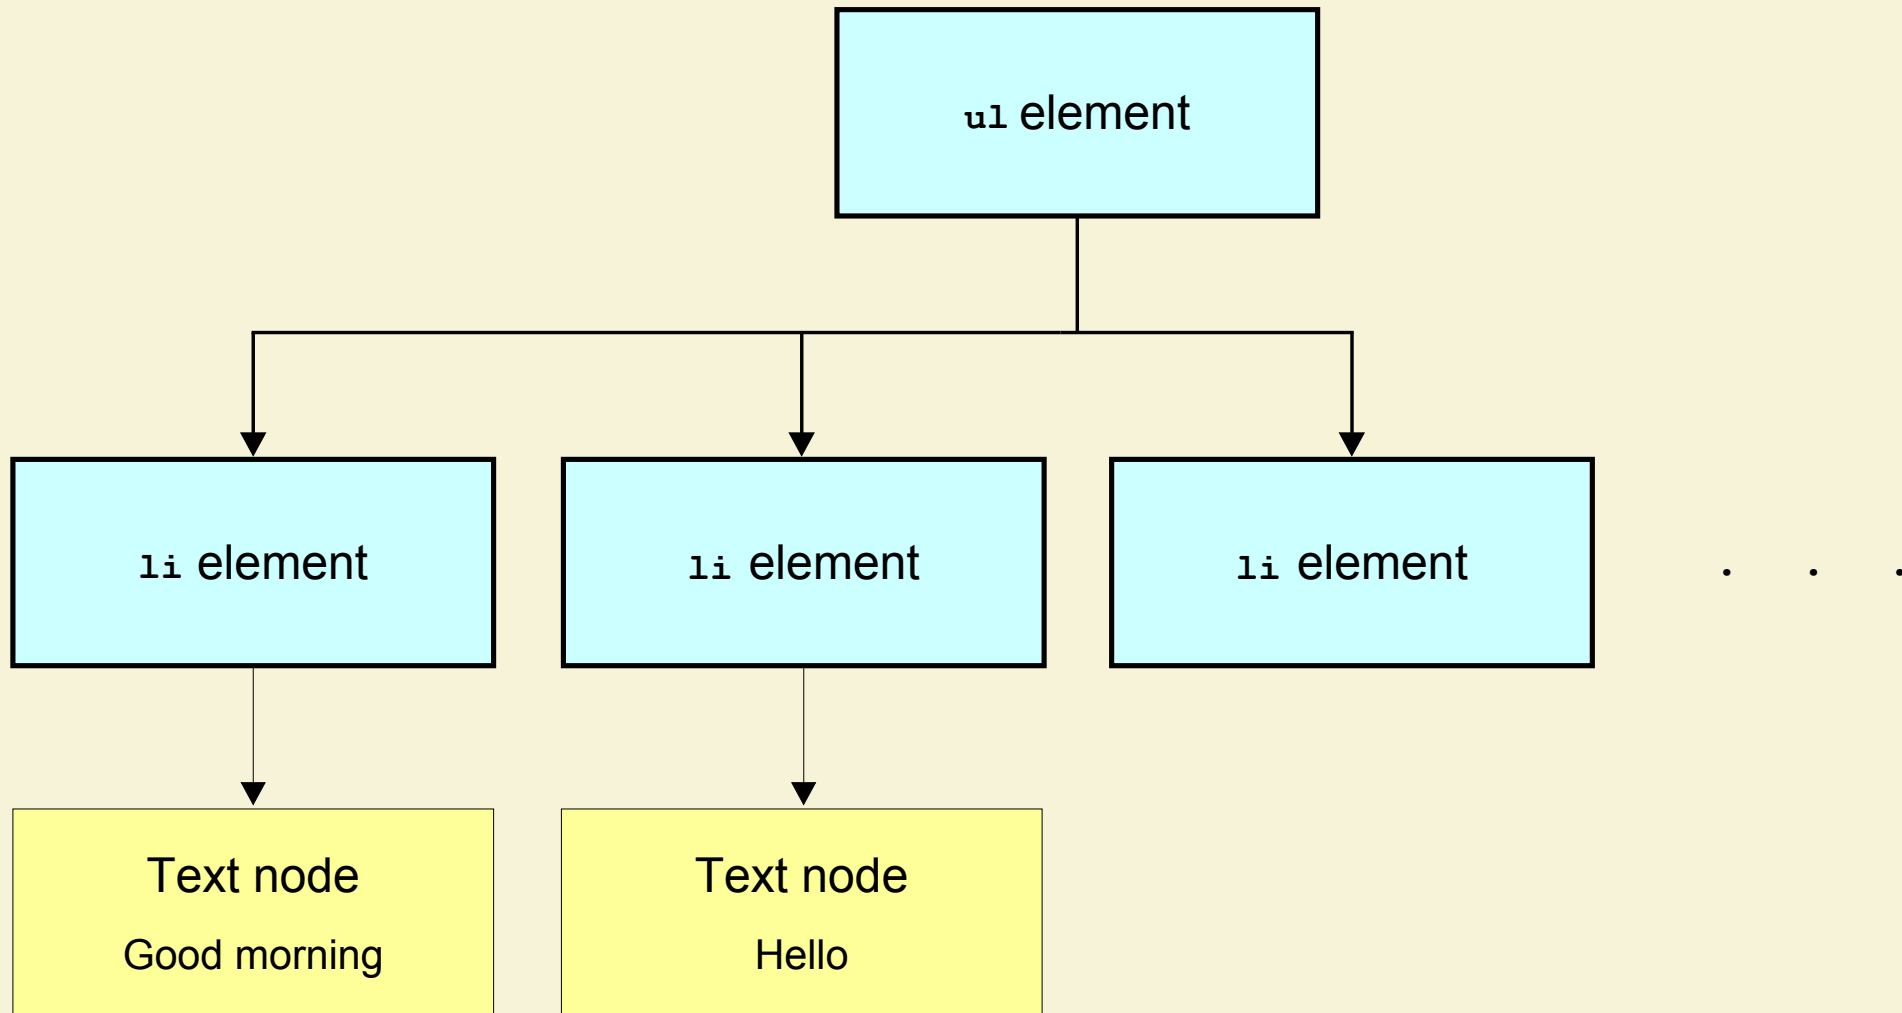 ul element
li element
li element
li element
. . .
Text node
Good morning
Text node
Hello